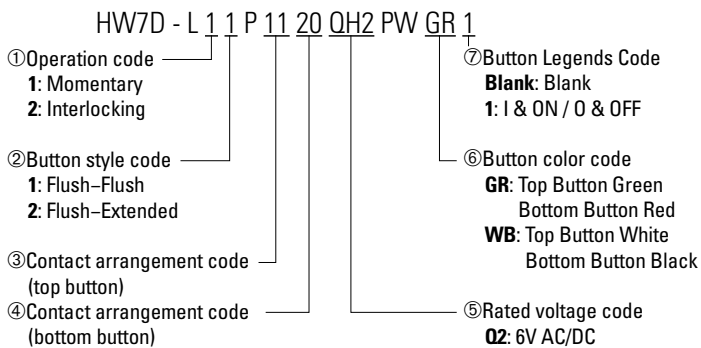 HW7D - L 1 1 P 11 20 QH2 PW GR 1
①Operation code
1: Momentary
2: Interlocking
②Button style code
1: Flush–Flush
2: Flush–Extended
③Contact arrangement code
(top button)
④Contact arrangement code
(bottom button)
⑦Button Legends Code
Blank: Blank
1: I & ON / O & OFF
⑥Button color code
GR: Top Button Green
Bottom Button Red
WB: Top Button White
Bottom Button Black
⑤Rated voltage code
Q2: 6V AC/DC